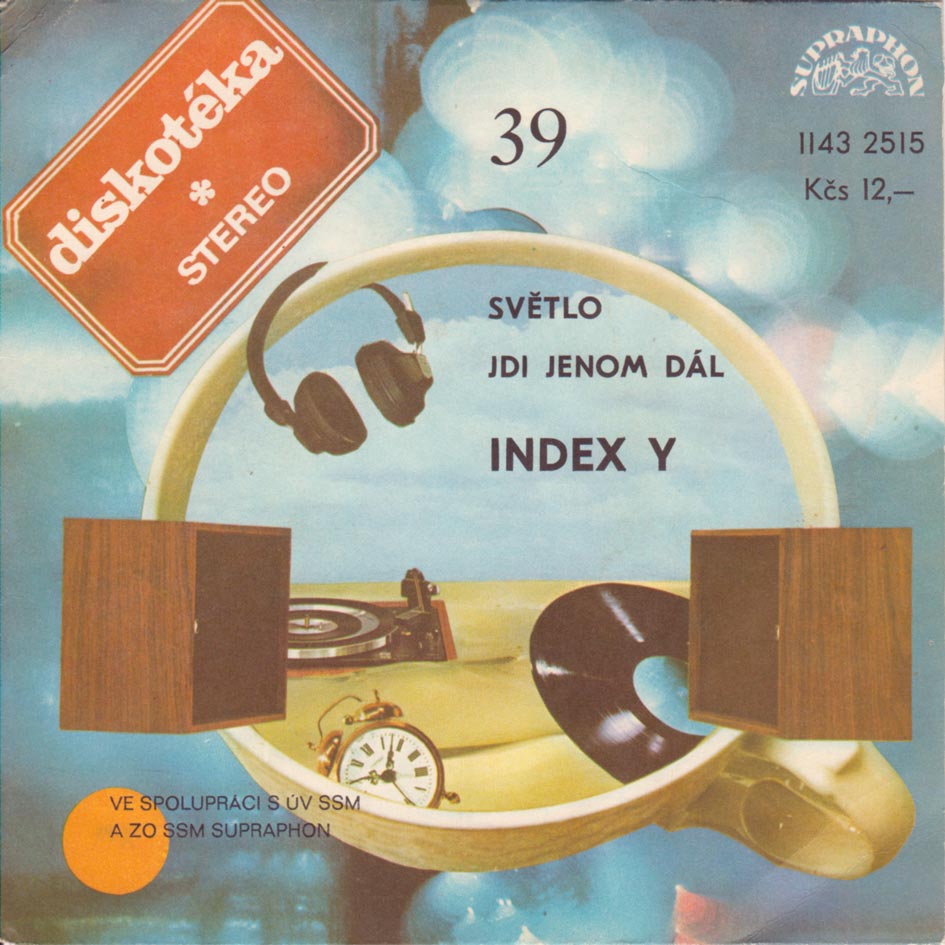 diskotéka
*
STEREO
39
SUPRAPHON
1143 2515
Kčs 12,—
SVĚTLO
JDI JENOM DÁL
INDEX Y
VE SPOLUPRÁCI S ÚV SSM
A ZO SSM SUPRAPHON